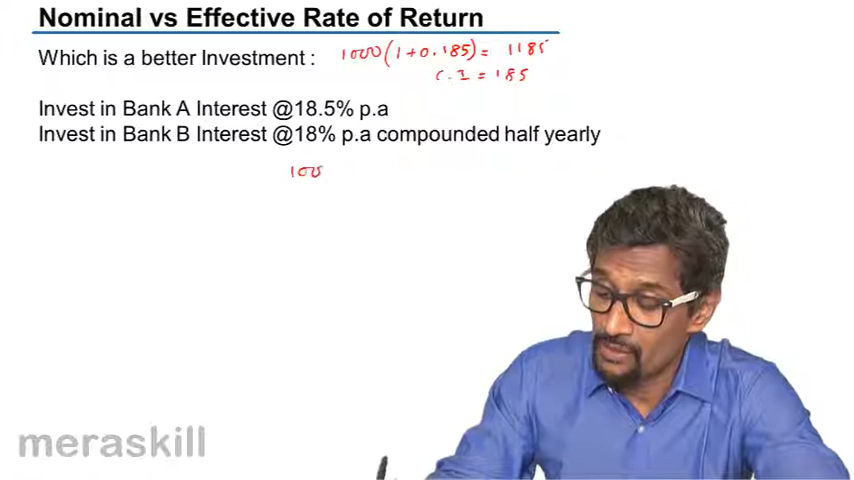 Nominal vs Effective Rate of Return
Which is a better Investment : 1000(1+0.185) = 1185
C.I = 185
Invest in Bank A Interest @18.5% p.a
Invest in Bank B Interest @18% p.a compounded half yearly
100
meraskill